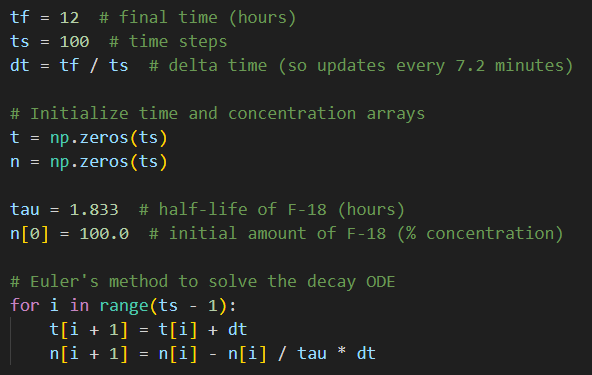 tf = 12  # final time (hours)
ts = 100  # time steps
dt = tf / ts  # delta time (so updates every 7.2 minutes)
# Initialize time and concentration arrays
t = np.zeros(ts)
n = np.zeros(ts)
tau = 1.833  # half-life of F-18 (hours)
n[0] = 100.0  # initial amount of F-18 (% concentration)
# Euler's method to solve the decay ODE
for i in range(ts - 1):
    t[i + 1] = t[i] + dt
    n[i + 1] = n[i] - n[i] / tau * dt